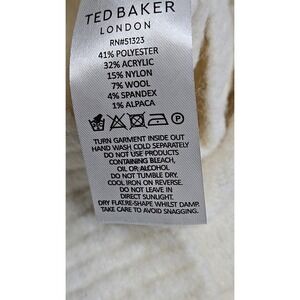 TED BAKER
LONDON
RN#51323
41% POLYESTER
32% ACRYLIC
15% NYLON
7% WOOL
4% SPANDEX
1% ALPACA
TURN GARMENT INSIDE OUT
HAND WASH COLD SEPARATELY
DO NOT USE PRODUCTS
CONTAINING BLEACH,
OIL, OR ALCOHOL
DO NOT TUMBLE DRY.
COOL IRON ON REVERSE.
DO NOT LEAVE IN
DIRECT SUNLIGHT.
DRY FLAT.RE-SHAPE WHILST DAMP.
TAKE CARE TO AVOID SNAGGING.